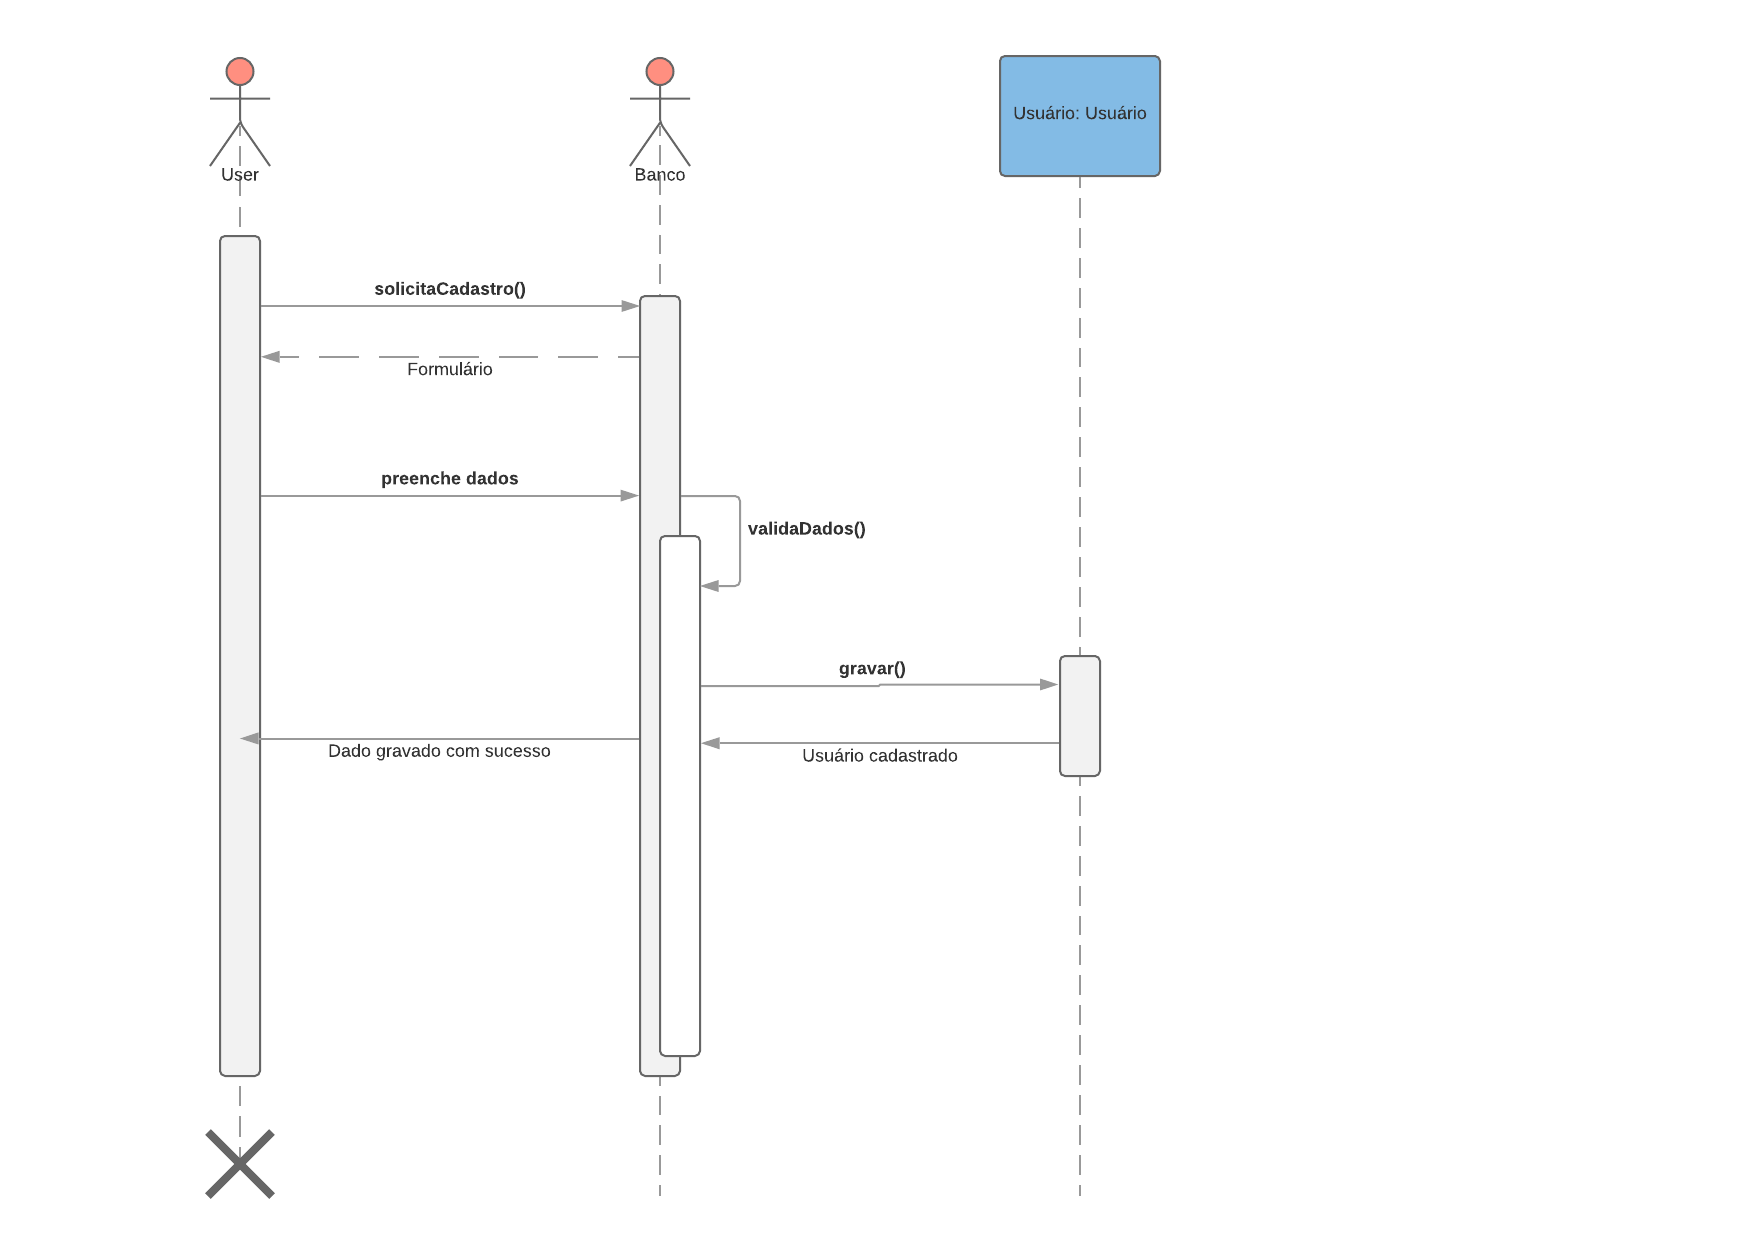 User
Banco
Usuário: Usuário
solicitaCadastro()
Formulário
preenche dados
validaDados()
gravar()
Dado gravado com sucesso
Usuário cadastrado